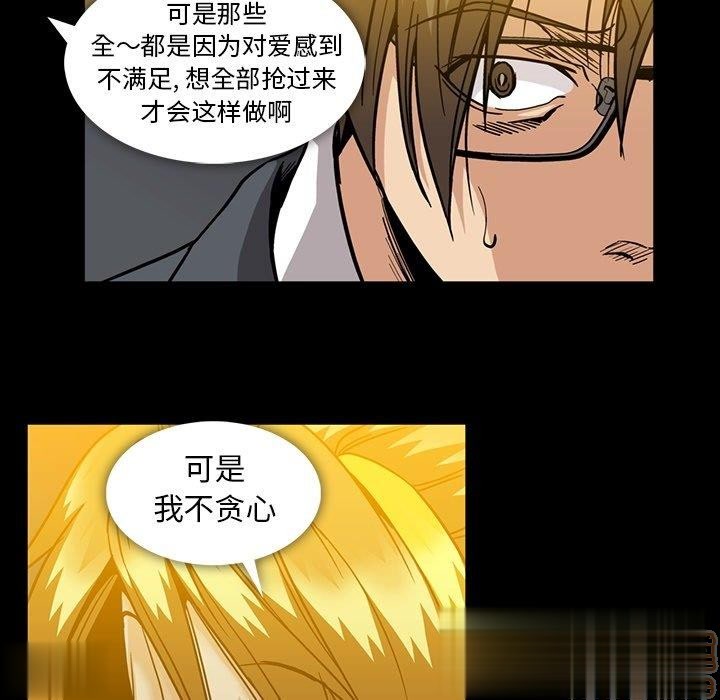 可是那些
全～都是因为对爱感到
不满足, 想全部抢过来
才会这样做啊
可是
我不贪心